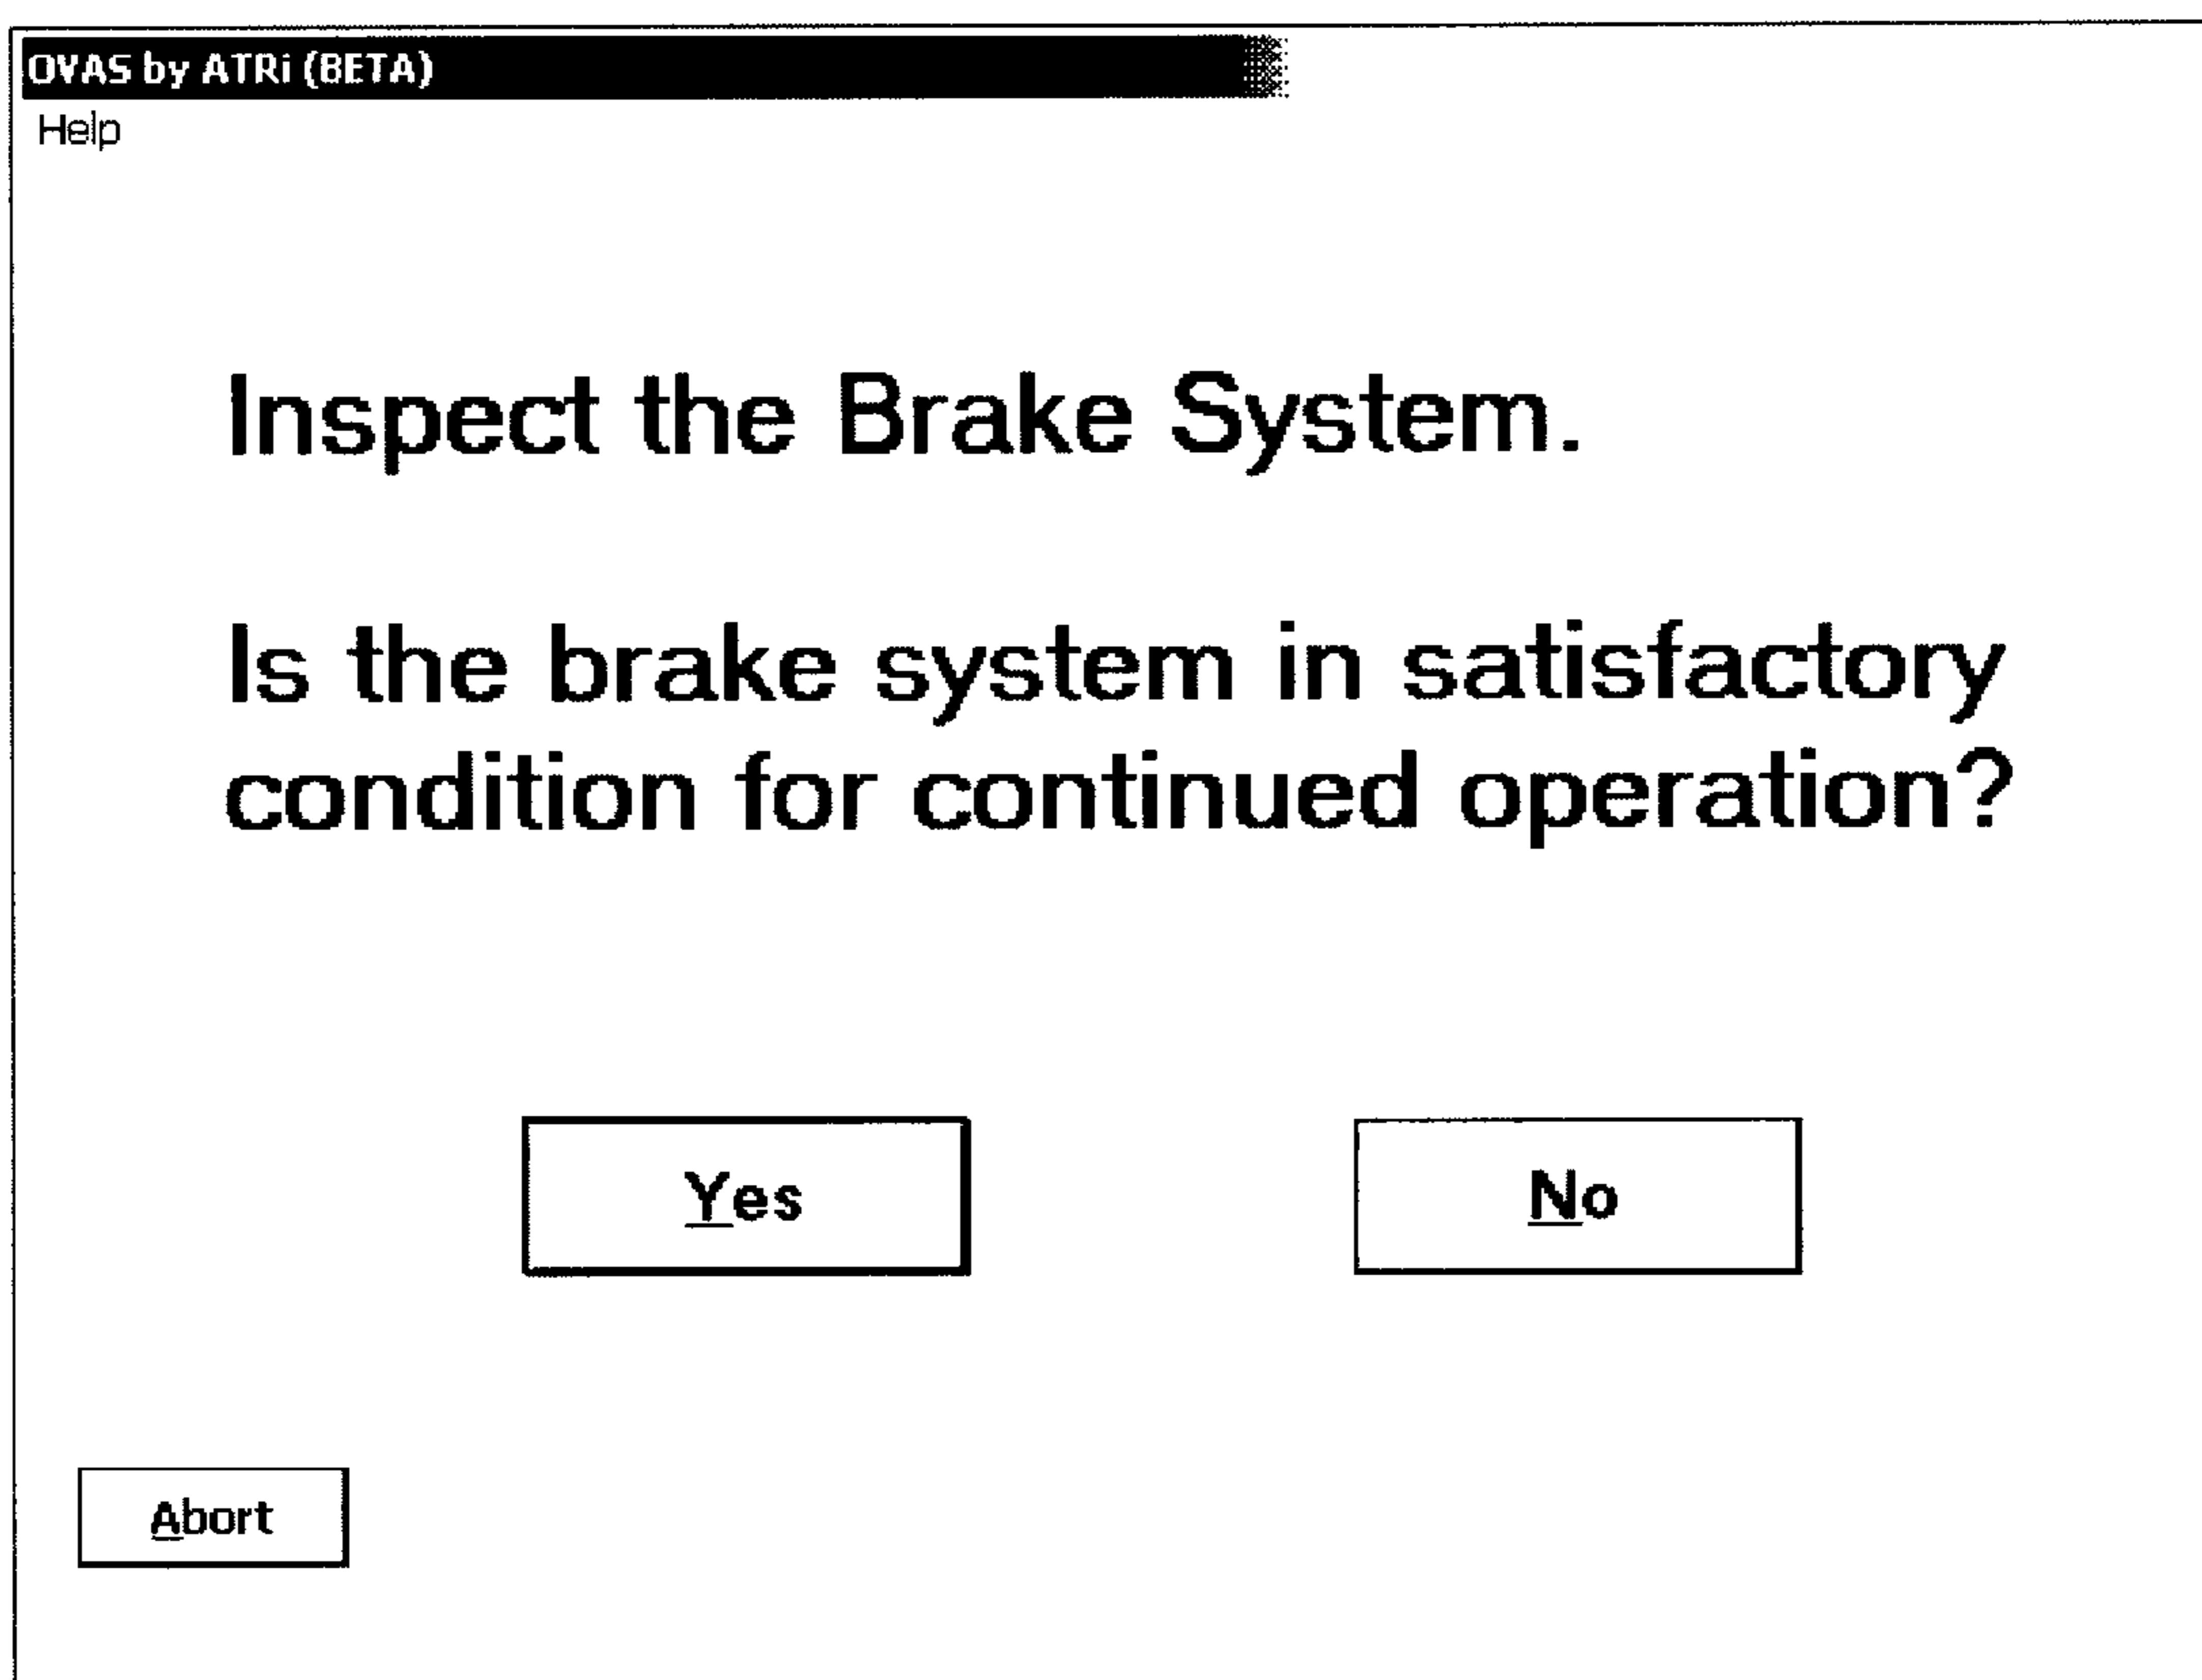 OVAS by ATRi (BETA)
Help
Inspect the Brake System.
Is the brake system in satisfactory
condition for continued operation?
Yes
No
Abort